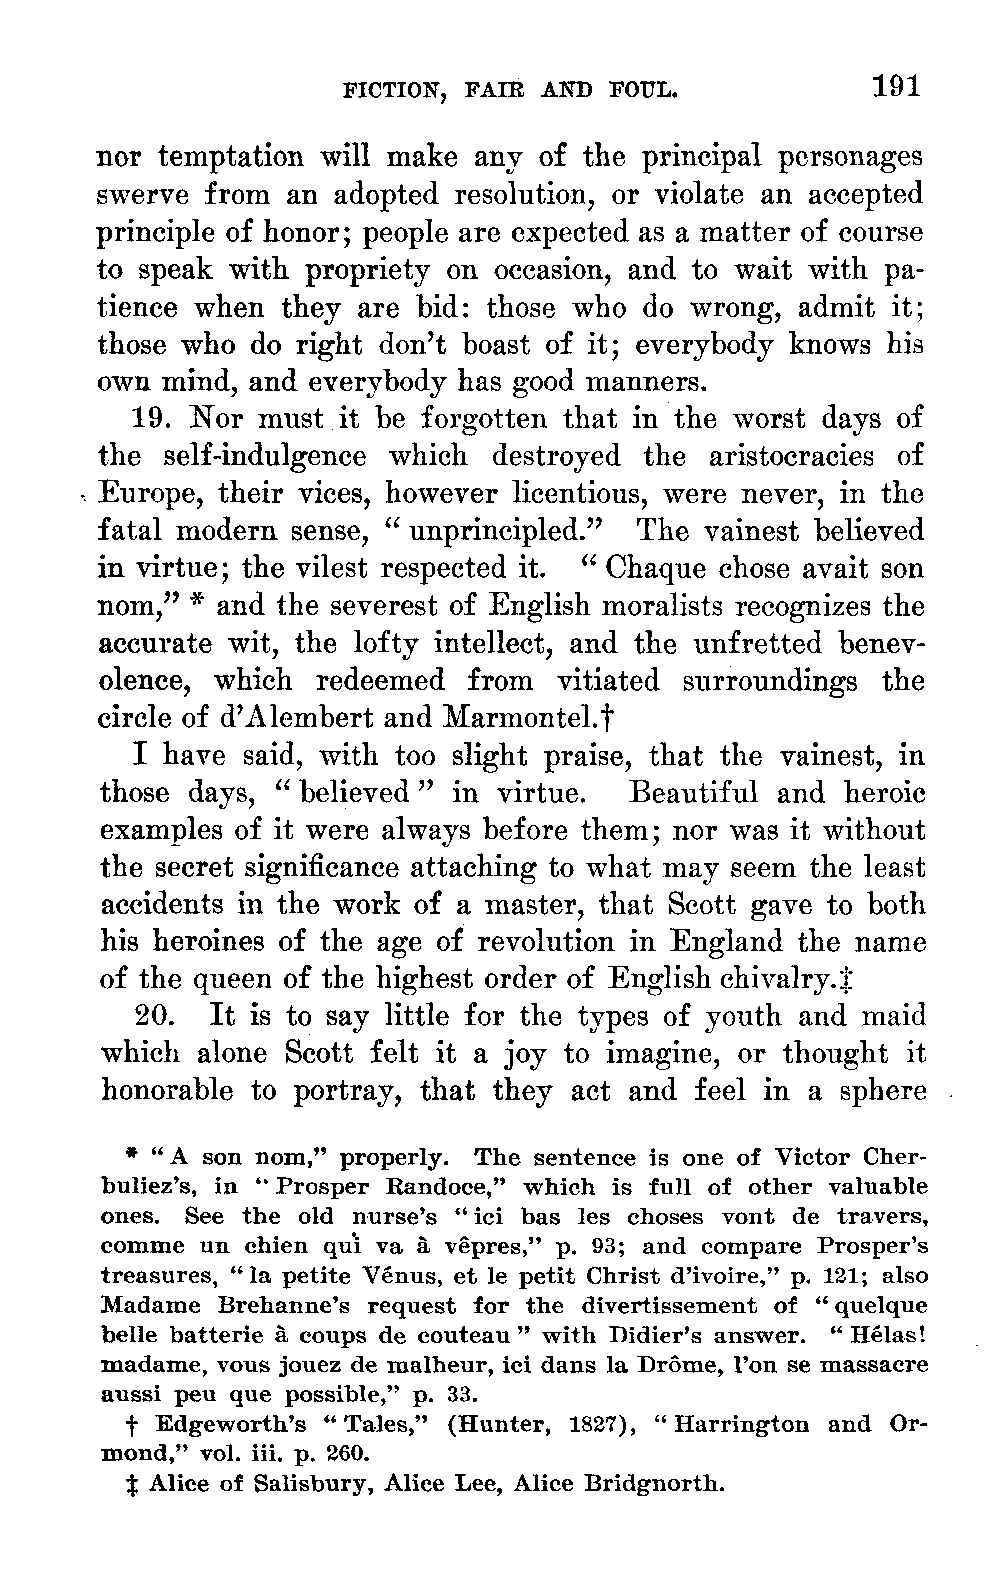 FICTION, FAIR AND FOUL. 191
nor temptation will make any of the principal personages
swerve from an adopted resolution, or violate an accepted
principle of honor; people are expected as a matter of course
to speak with propriety on occasion, and to wait with pa-
tience when they are bid: those who do wrong, admit it;
those who do right don't boast of it; everybody knows his
own mind, and everybody has good manners.
19. Nor must it be forgotten that in the worst days of
the self-indulgence which destroyed the aristocracies of
Europe, their vices, however licentious, were never, in the
fatal modern sense, “unprincipled.” The vainest believed
in virtue; the vilest respected it. “Chaque chose avait son
nom,” * and the severest of English moralists recognizes the
accurate wit, the lofty intellect, and the unfretted benev-
olence, which redeemed from vitiated surroundings the
circle of d'Alembert and Marmontel.†
I have said, with too slight praise, that the vainest, in
those days, “believed” in virtue. Beautiful and heroic
examples of it were always before them; nor was it without
the secret significance attaching to what may seem the least
accidents in the work of a master, that Scott gave to both
his heroines of the age of revolution in England the name
of the queen of the highest order of English chivalry.‡
20. It is to say little for the types of youth and maid
which alone Scott felt it a joy to imagine, or thought it
honorable to portray, that they act and feel in a sphere
* “A son nom,” properly. The sentence is one of Victor Cher-
buliez's, in “Prosper Randoce,” which is full of other valuable
ones. See the old nurse's “ici bas les choses vont de travers,
comme un chien qui va à vêpres,” p. 93; and compare Prosper's
treasures, “la petite Vénus, et le petit Christ d'ivoire,” p. 121; also
Madame Brehanne's request for the divertissement of “quelque
belle batterie à coups de couteau” with Didier's answer. “Hélas!
madame, vous jouez de malheur, ici dans la Drôme, l'on se massacre
aussi peu que possible,” p. 33.
† Edgeworth's “Tales,” (Hunter, 1827), “Harrington and Or-
mond,” vol. iii. p. 260.
‡ Alice of Salisbury, Alice Lee, Alice Bridgnorth.